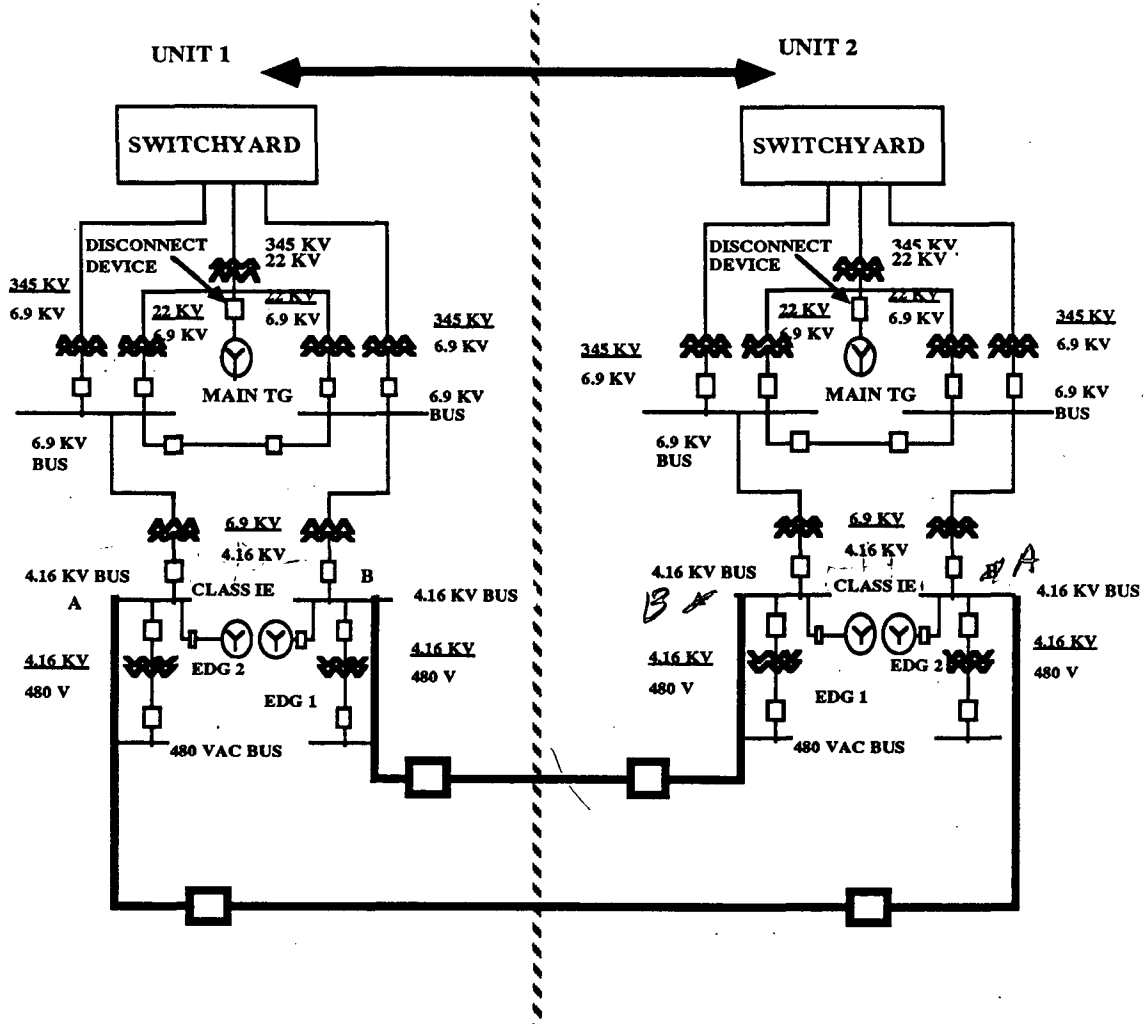 UNIT 1
UNIT 2
SWITCHYARD
SWITCHYARD
DISCONNECT
DEVICE
345 KV
22 KV
345 KV
6.9 KV
22 KV
6.9 KV
22 KV
6.9 KV
345 KV
6.9 KV
MAIN TG
6.9 KV
BUS
6.9 KV
BUS
DISCONNECT
DEVICE
345 KV
22 KV
345 KV
6.9 KV
22 KV
6.9 KV
22 KV
6.9 KV
345 KV
6.9 KV
MAIN TG
6.9 KV
BUS
6.9 KV
BUS
6.9 KV
4.16 KV
4.16 KV BUS
A
CLASS IE
B
4.16 KV BUS
4.16 KV
480 V
EDG 2
EDG 1
4.16 KV
480 V
480 VAC BUS
6.9 KV
4.16 KV
4.16 KV BUS
B
CLASS IE
A
4.16 KV BUS
4.16 KV
480 V
EDG 2
EDG 1
4.16 KV
480 V
480 VAC BUS